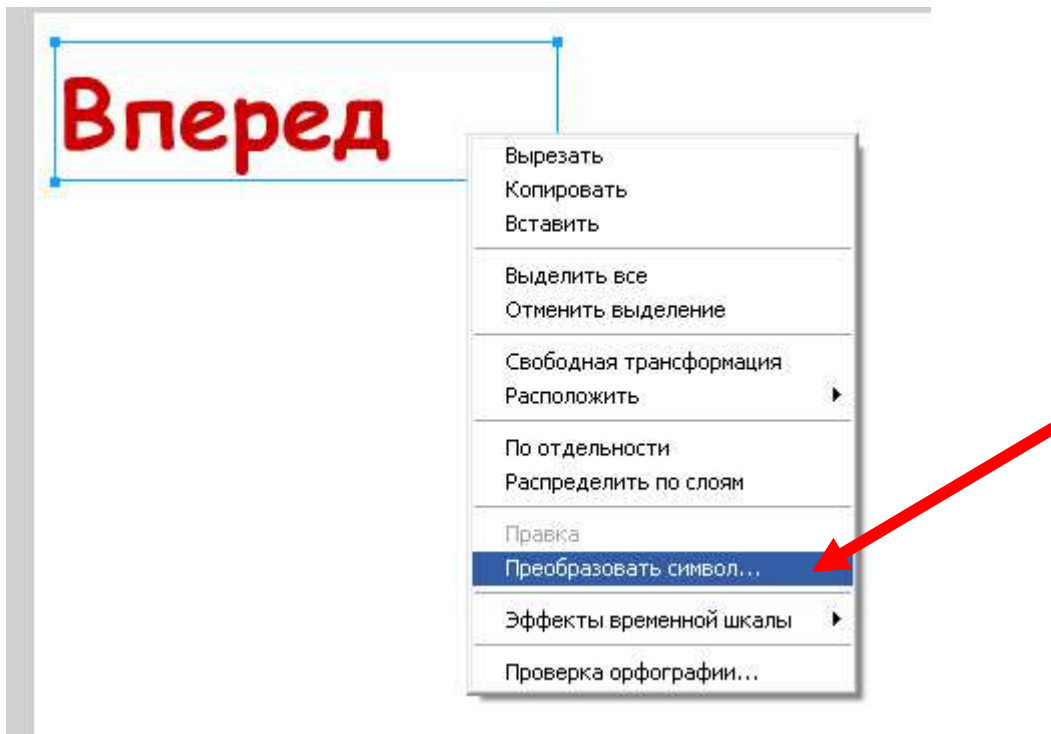 Вперед
Вырезать
Копировать
Вставить
Выделить все
Отменить выделение
Свободная трансформация
Расположить
По отдельности
Распределить по слоям
Правка
Преобразовать символ...
Эффекты временной шкалы
Проверка орфографии...